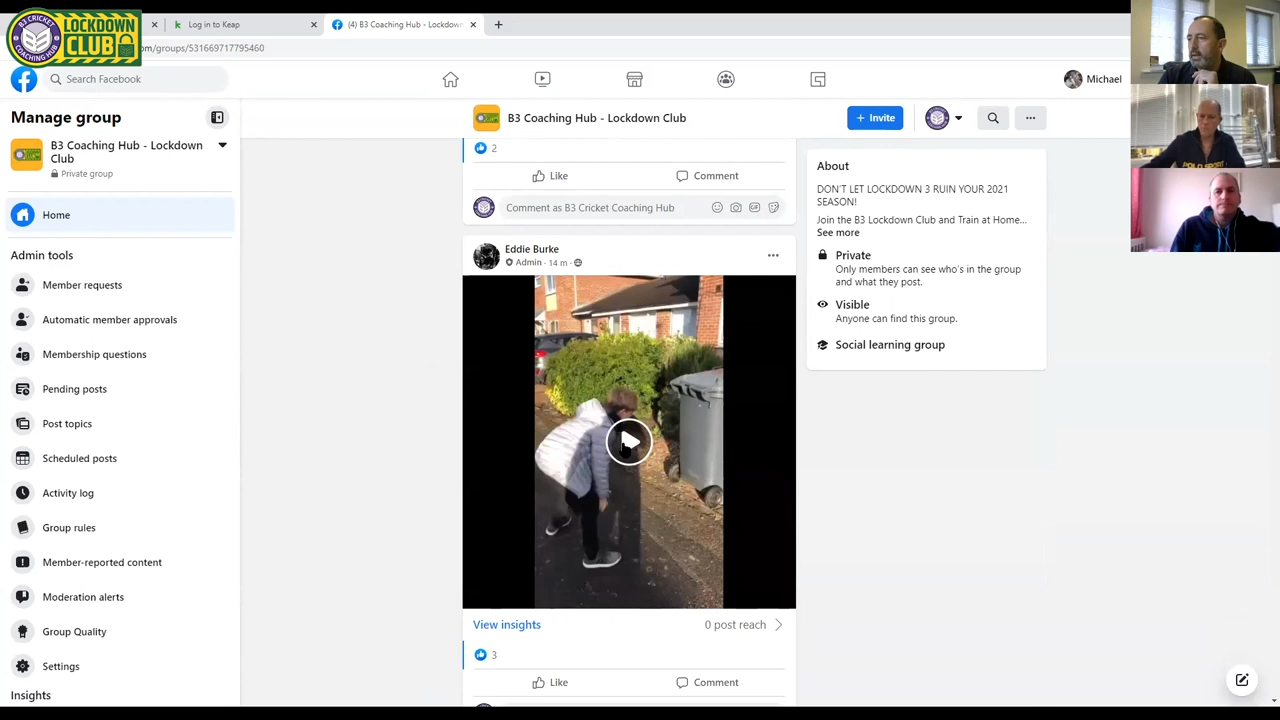 B3 CRICKET
COACHING HUB
LOCKDOWN
CLUB
Log in to Keap
(4) B3 Coaching Hub - Lockdown
om/groups/531669717795460
Search Facebook
Michael
Manage group
B3 Coaching Hub - Lockdown
Club
Private group
Home
Admin tools
Member requests
Automatic member approvals
Membership questions
Pending posts
Post topics
Scheduled posts
Activity log
Group rules
Member-reported content
Moderation alerts
Group Quality
Settings
Insights
B3 Coaching Hub - Lockdown Club
+ Invite
2
Like
Comment
Comment as B3 Cricket Coaching Hub
GIF
Eddie Burke
Admin · 14 m ·
View insights
0 post reach
3
Like
Comment
About
DON'T LET LOCKDOWN 3 RUIN YOUR 2021
SEASON!
Join the B3 Lockdown Club and Train at Home...
See more
Private
Only members can see who's in the group
and what they post.
Visible
Anyone can find this group.
Social learning group
POLO SPORT